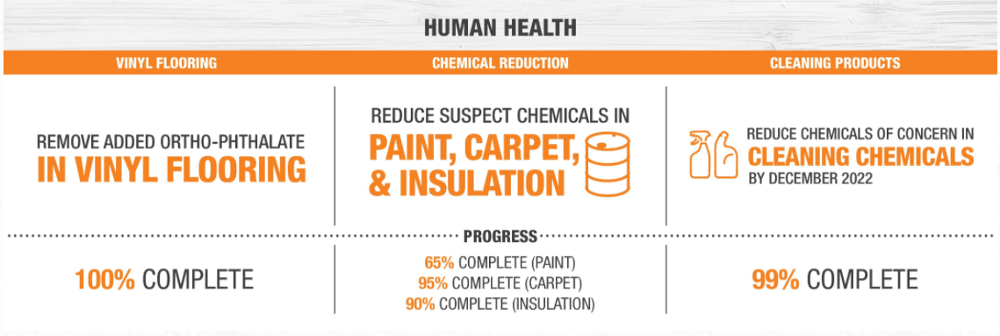 HUMAN HEALTH
VINYL FLOORING
CHEMICAL REDUCTION
CLEANING PRODUCTS
REMOVE ADDED ORTHO-PHTHALATE
IN VINYL FLOORING
REDUCE SUSPECT CHEMICALS IN
PAINT, CARPET,
& INSULATION
REDUCE CHEMICALS OF CONCERN IN
CLEANING CHEMICALS
BY DECEMBER 2022
PROGRESS
100% COMPLETE
65% COMPLETE (PAINT)
95% COMPLETE (CARPET)
90% COMPLETE (INSULATION)
99% COMPLETE